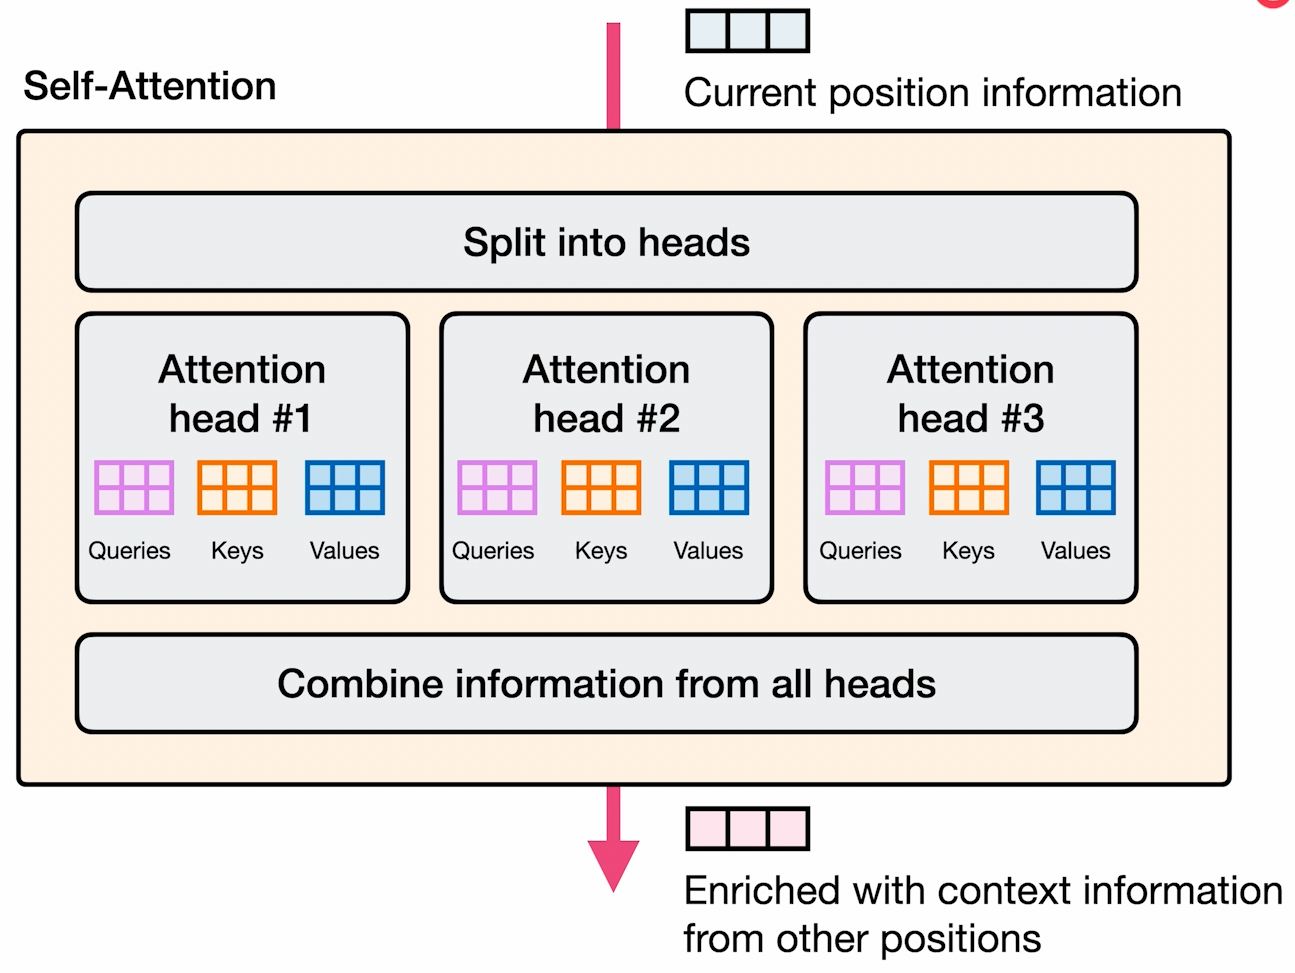 Self-Attention
Current position information
Split into heads
Attention
head #1
Queries
Keys
Values
Attention
head #2
Queries
Keys
Values
Attention
head #3
Queries
Keys
Values
Combine information from all heads
Enriched with context information
from other positions